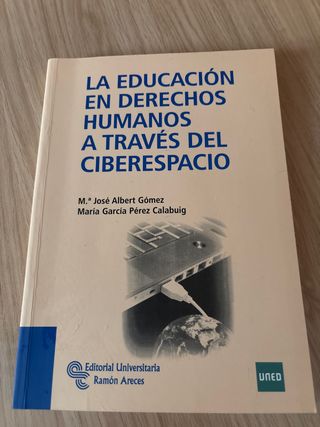 LA EDUCACIÓN
EN DERECHOS
HUMANOS
A TRAVÉS DEL
CIBERESPACIO
M.ª José Albert Gómez
María García Pérez Calabuig
Editorial Universitaria
Ramón Areces
UNED